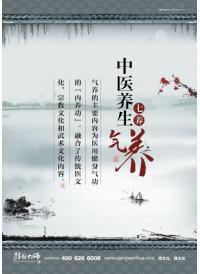 中医养生
七养
气养
气养的主要内容为医用健身气功
的“内养功”。融合了传统医文
化、宗教文化和武术文化内容。
400 626 6008